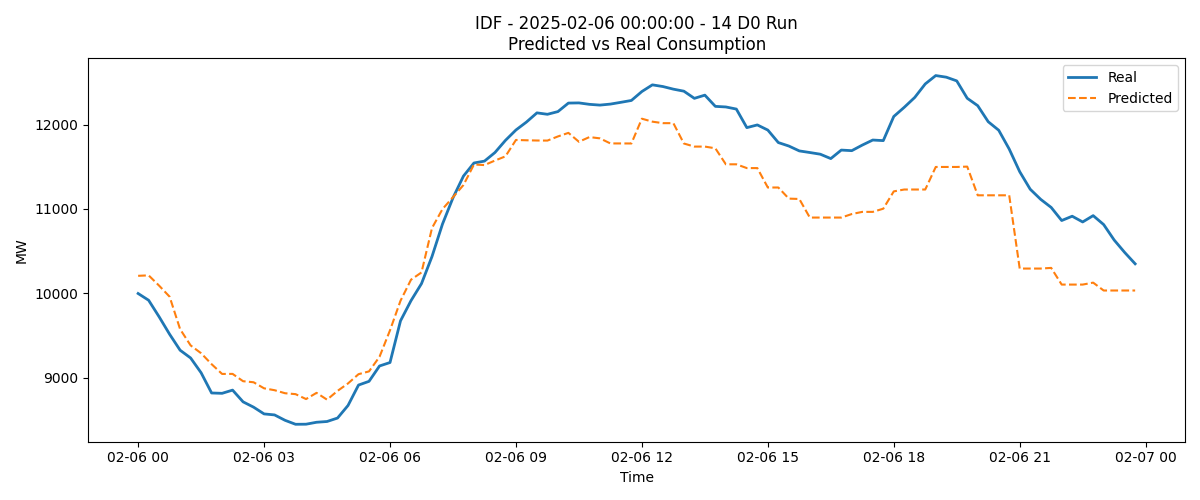 IDF - 2025-02-06 00:00:00 - 14 D0 Run
Predicted vs Real Consumption
Real
Predicted
12000
11000
10000
9000
MW
02-06 00
02-06 03
02-06 06
02-06 09
02-06 12
02-06 15
02-06 18
02-06 21
02-07 00
Time